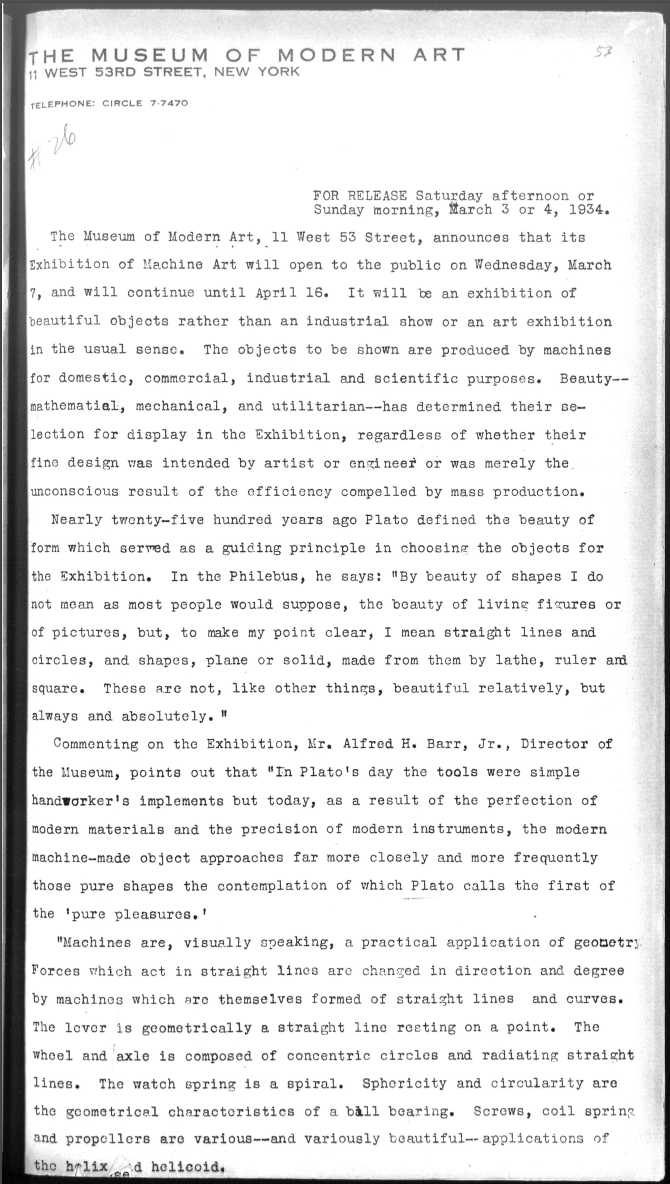 THE MUSEUM OF MODERN ART
53
11 WEST 53RD STREET, NEW YORK
TELEPHONE: CIRCLE 7-7470
# 26
FOR RELEASE Saturday afternoon or
Sunday morning, March 3 or 4, 1934.
The Museum of Modern Art, 11 West 53 Street, announces that its
Exhibition of Machine Art will open to the public on Wednesday, March
7, and will continue until April 16. It will be an exhibition of
beautiful objects rather than an industrial show or an art exhibition
in the usual sense. The objects to be shown are produced by machines
for domestic, commercial, industrial and scientific purposes. Beauty--
mathematial, mechanical, and utilitarian--has determined their se-
lection for display in the Exhibition, regardless of whether their
fine design was intended by artist or engineer or was merely the
unconscious result of the efficiency compelled by mass production.
Nearly twenty-five hundred years ago Plato defined the beauty of
form which served as a guiding principle in choosing the objects for
the Exhibition. In the Philebus, he says: "By beauty of shapes I do
not mean as most people would suppose, the beauty of living figures or
of pictures, but, to make my point clear, I mean straight lines and
circles, and shapes, plane or solid, made from them by lathe, ruler and
square. These are not, like other things, beautiful relatively, but
always and absolutely. "
Commenting on the Exhibition, Mr. Alfred H. Barr, Jr., Director of
the Museum, points out that "In Plato's day the tools were simple
handworker's implements but today, as a result of the perfection of
modern materials and the precision of modern instruments, the modern
machine-made object approaches far more closely and more frequently
those pure shapes the contemplation of which Plato calls the first of
the 'pure pleasures.'
"Machines are, visually speaking, a practical application of geometry.
Forces which act in straight lines are changed in direction and degree
by machines which are themselves formed of straight lines and curves.
The lever is geometrically a straight line resting on a point. The
wheel and axle is composed of concentric circles and radiating straight
lines. The watch spring is a spiral. Sphericity and circularity are
the geometrical characteristics of a ball bearing. Screws, coil spring
and propellers are various--and variously beautiful--applications of
the helix d helicoid.